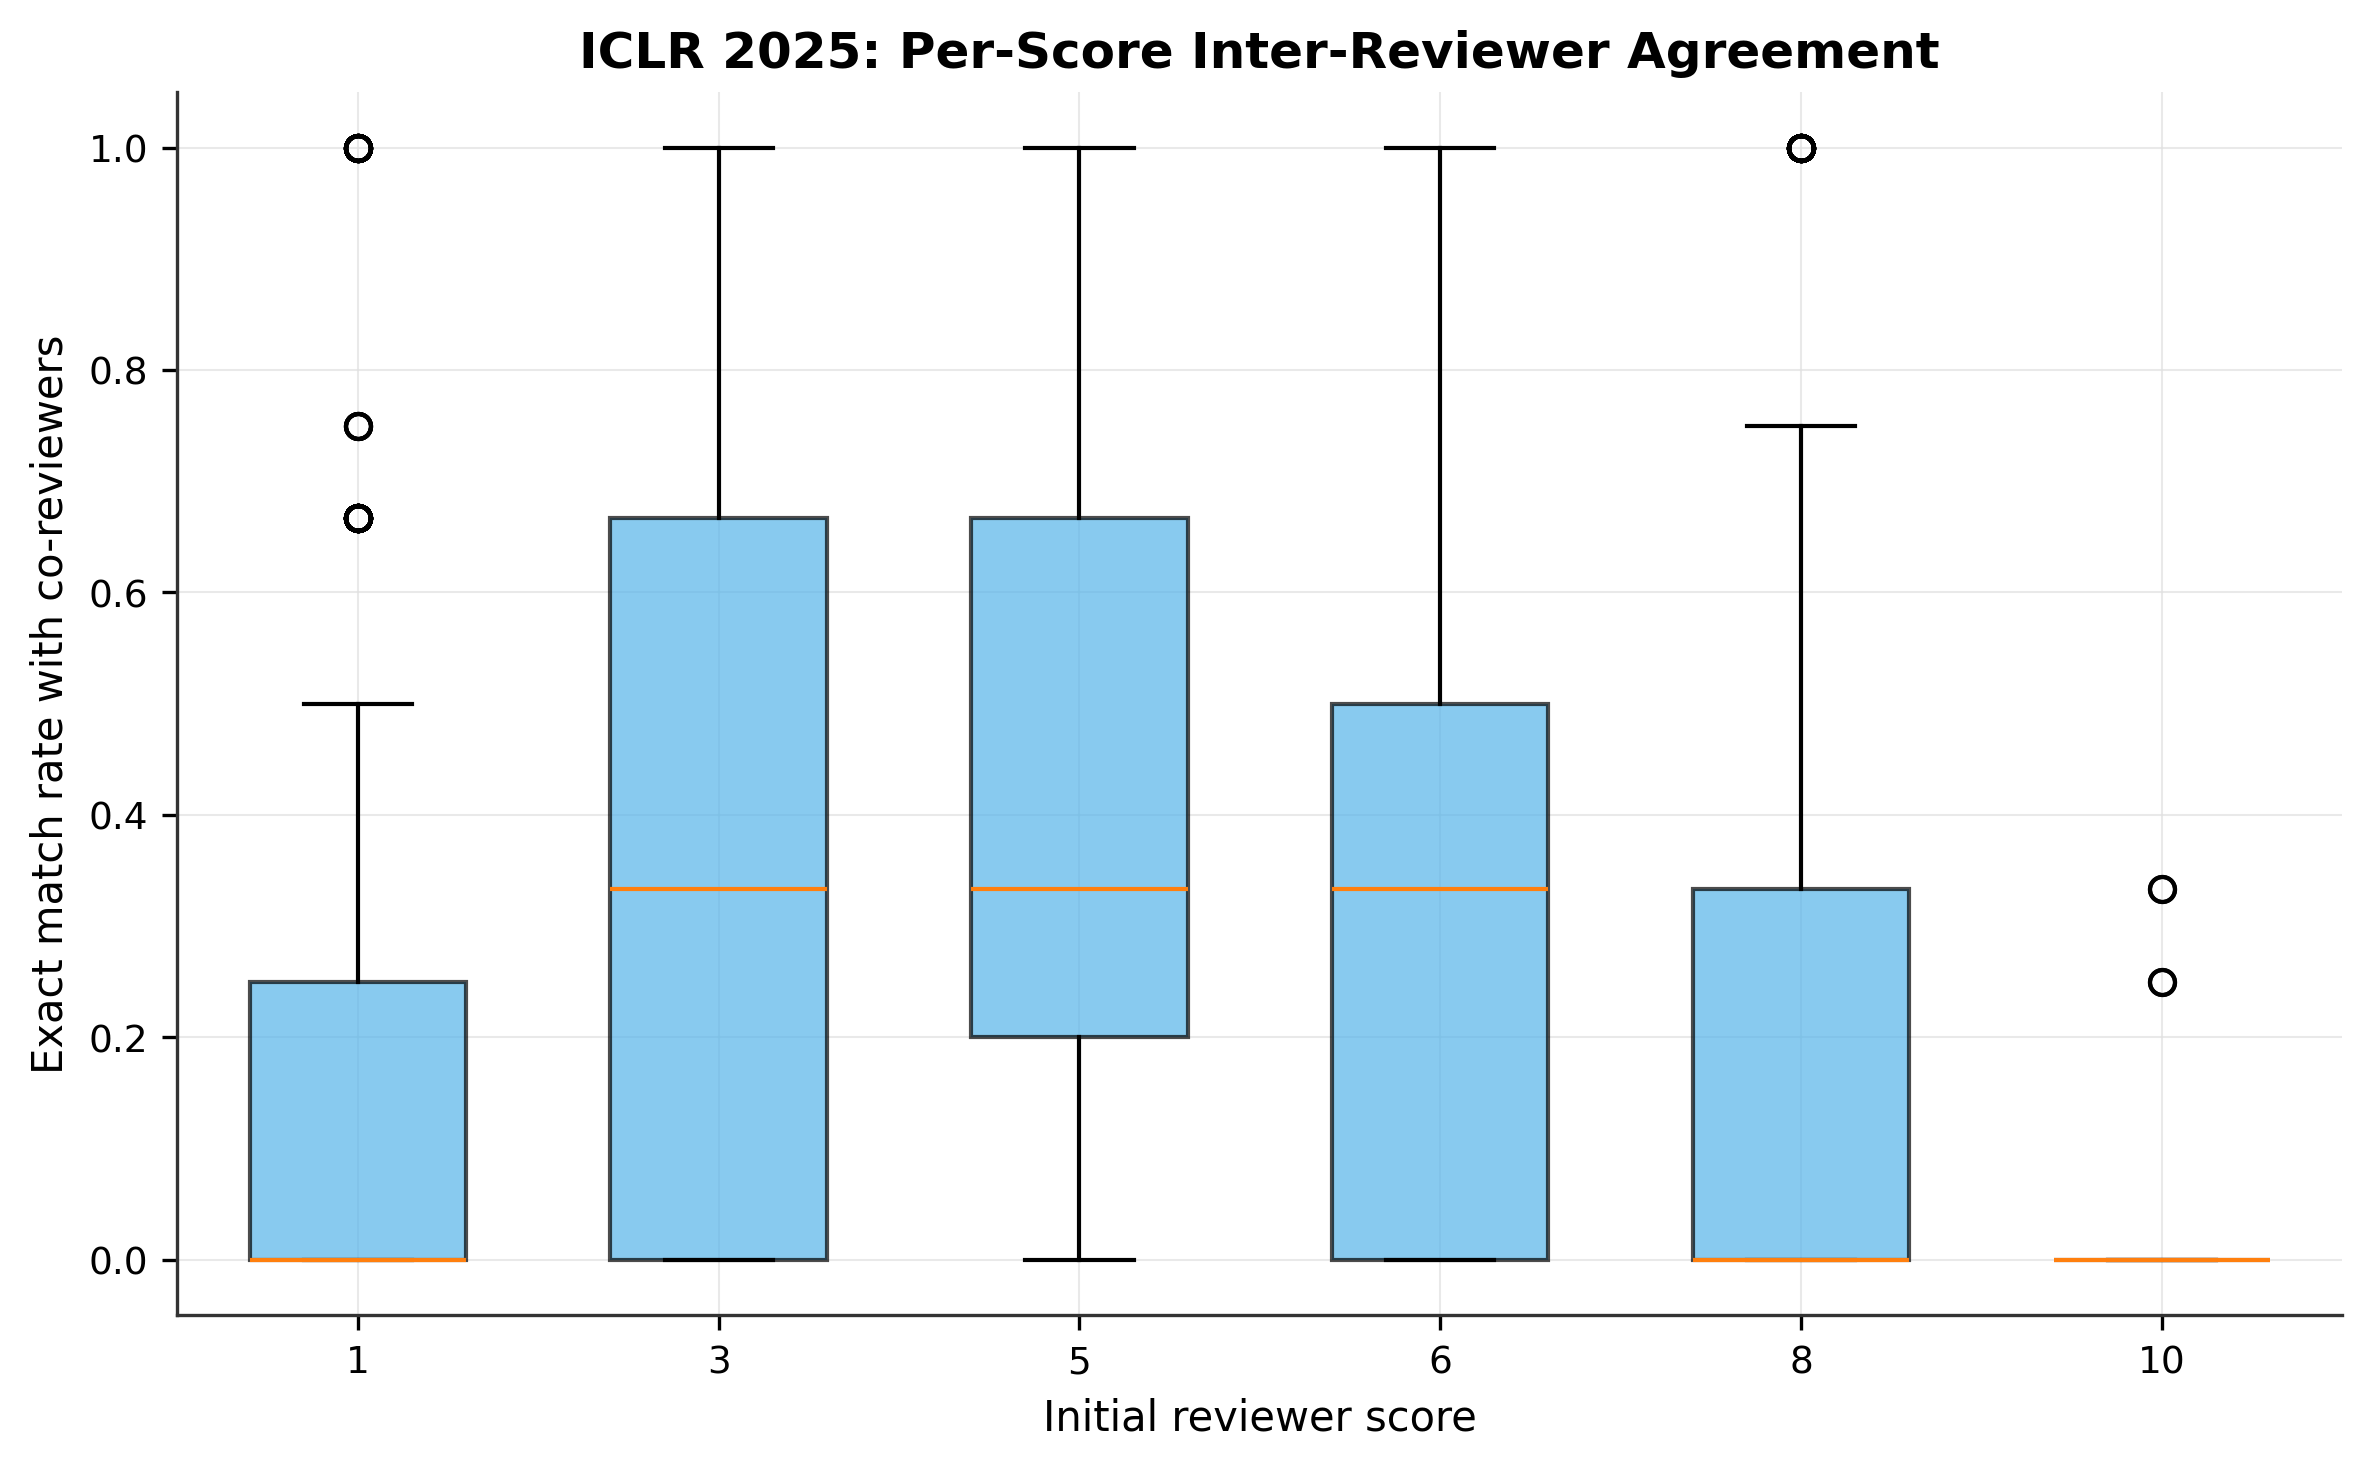 ICLR 2025: Per-Score Inter-Reviewer Agreement
Exact match rate with co-reviewers
1.0
0.8
0.6
0.4
0.2
0.0
1 3 5 6 8 10
Initial reviewer score